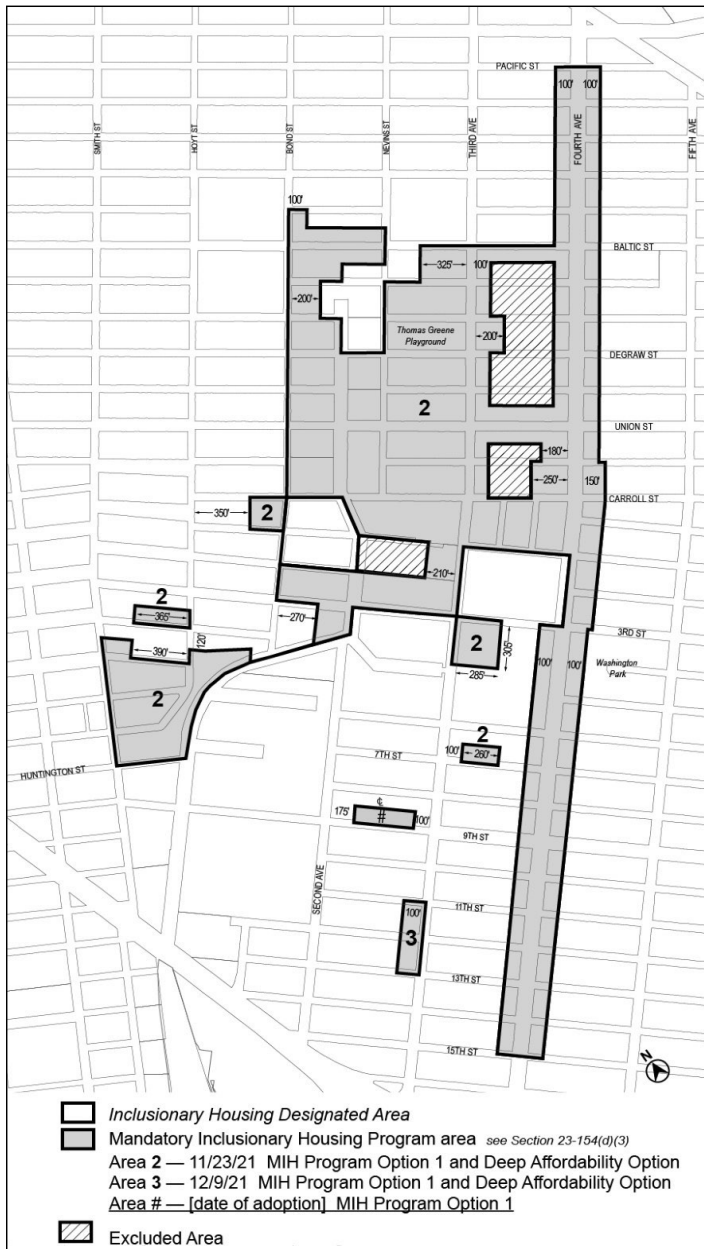 PACIFIC ST
100' 100'
SMITH ST
HOYT ST
BOND ST
NEVINS ST
THIRD AVE
FOURTH AVE
FIFTH AVE
100'
BALTIC ST
325' 100'
200'
Thomas Greene
Playground
200'
DEGRAW ST
2
UNION ST
180'
250' 150'
CARROLL ST
350' 2
210'
2
365'
270'
3RD ST
120'
390'
2
305'
100' 100'
Washington
Park
2
285'
2
7TH ST
100' 260'
HUNTINGTON ST
175' ℄ 100'
#
9TH ST
SECOND AVE
100'
11TH ST
3
13TH ST
15TH ST
N
Inclusionary Housing Designated Area
Mandatory Inclusionary Housing Program area see Section 23-154(d)(3)
Area 2 — 11/23/21 MIH Program Option 1 and Deep Affordability Option
Area 3 — 12/9/21 MIH Program Option 1 and Deep Affordability Option
Area # — [date of adoption] MIH Program Option 1
Excluded Area